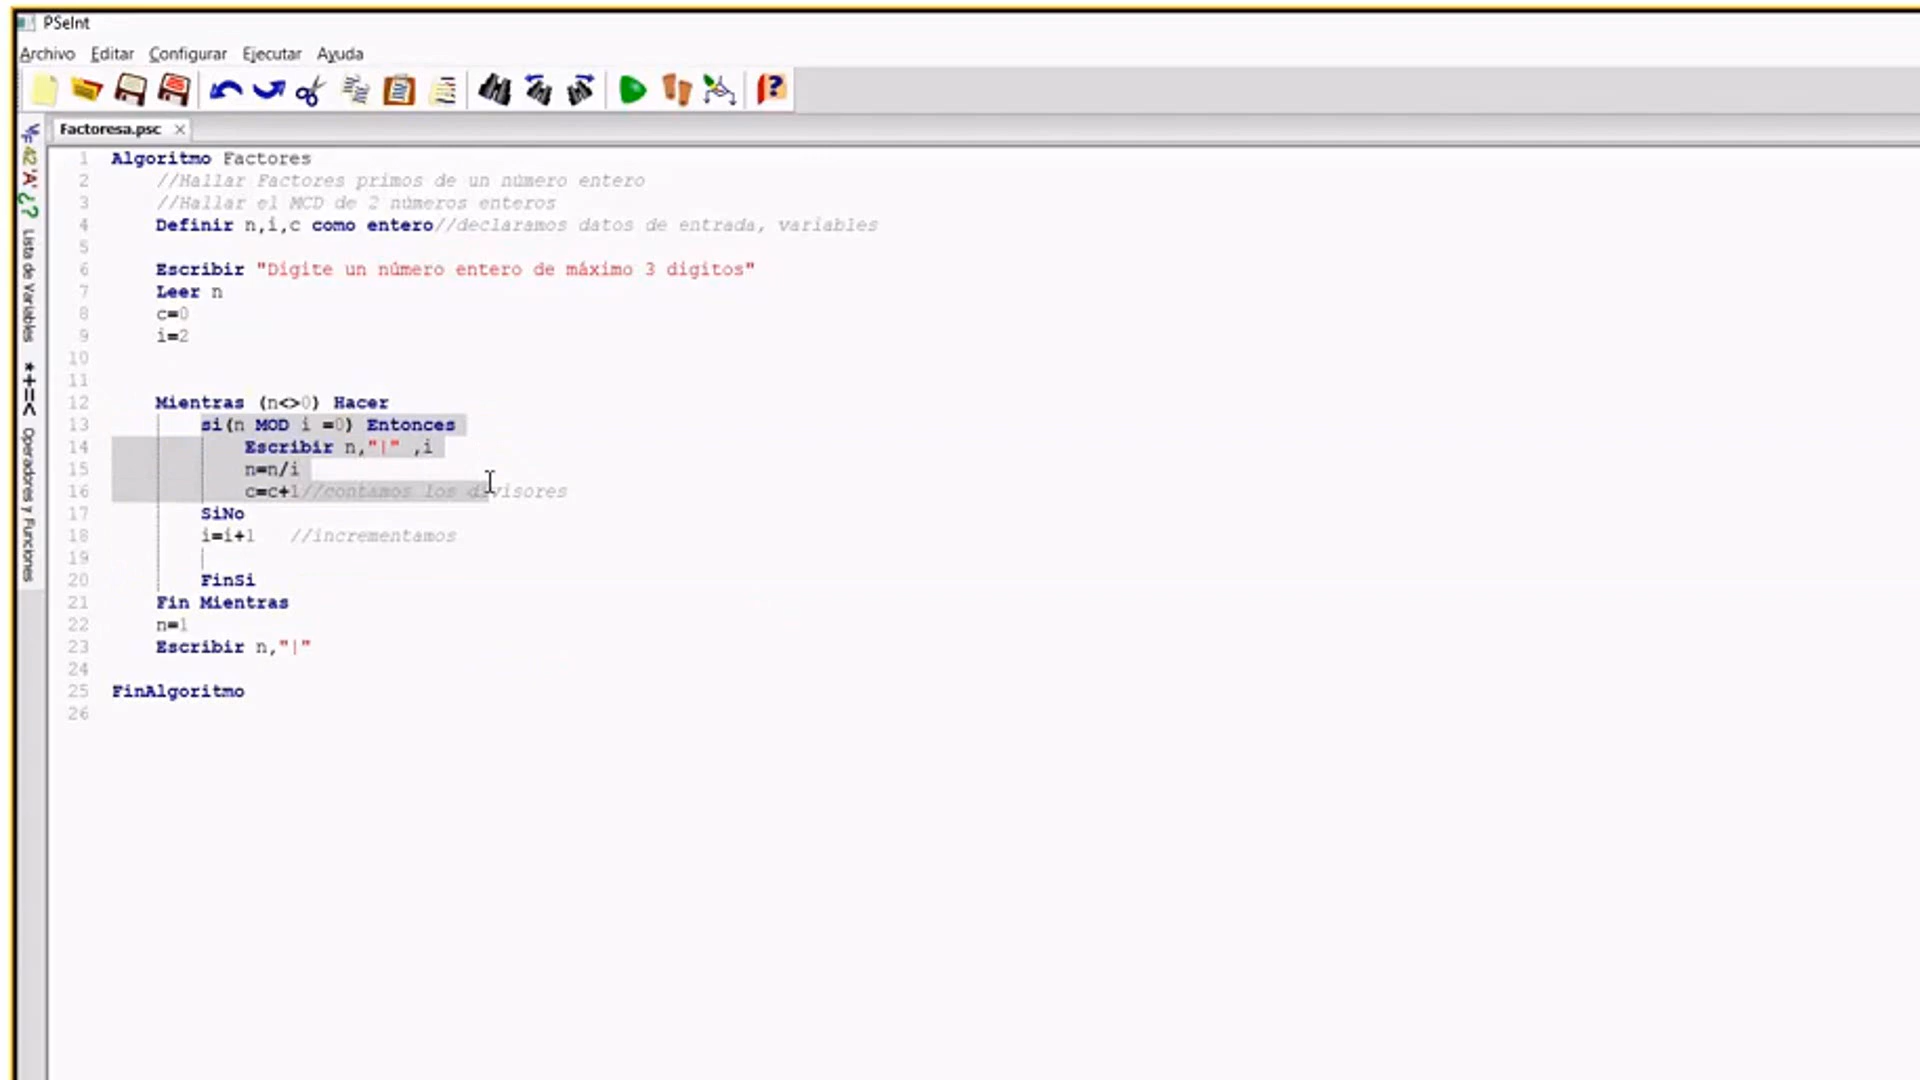 PSeInt
Archivo Editar Configurar Ejecutar Ayuda
Factoresa.psc
1 Algoritmo Factores
2 //Hallar Factores primos de un número entero
3 //Hallar el MCD de 2 números enteros
4 Definir n,i,c como entero//declaramos datos de entrada, variables
5
6 Escribir "Digite un número entero de máximo 3 digitos"
7 Leer n
8 c=0
9 i=2
10
11
12 Mientras (n<>0) Hacer
13 si(n MOD i =0) Entonces
14 Escribir n,"|" ,i
15 n=n/i
16 c=c+1//contamos los divisores
17 SiNo
18 i=i+1 //incrementamos
19
20 FinSi
21 Fin Mientras
22 n=1
23 Escribir n,"|"
24
25 FinAlgoritmo
26
42 'A' ¿?
Lista de Variables
*+=<
Operadores y Funciones